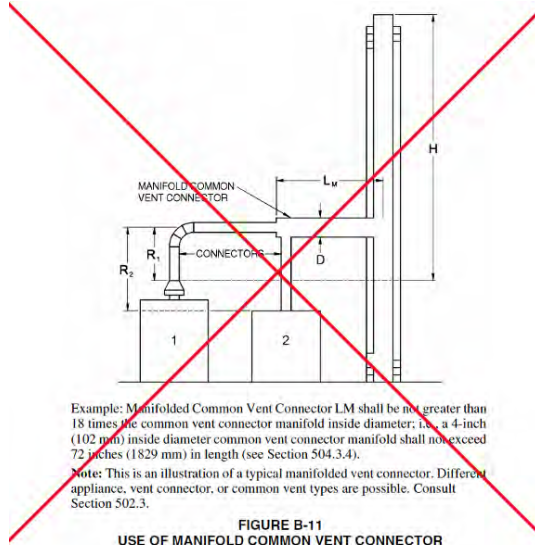 H
L M
MANIFOLD COMMON
VENT CONNECTOR
R1
CONNECTORS
D
R2
1
2
Example: Manifolded Common Vent Connector LM shall be not greater than
18 times the common vent connector manifold inside diameter; i.e., a 4-inch
(102 mm) inside diameter common vent connector manifold shall not exceed
72 inches (1829 mm) in length (see Section 504.3.4).
Note: This is an illustration of a typical manifolded vent connector. Different
appliance, vent connector, or common vent types are possible. Consult
Section 502.3.
FIGURE B-11
USE OF MANIFOLD COMMON VENT CONNECTOR